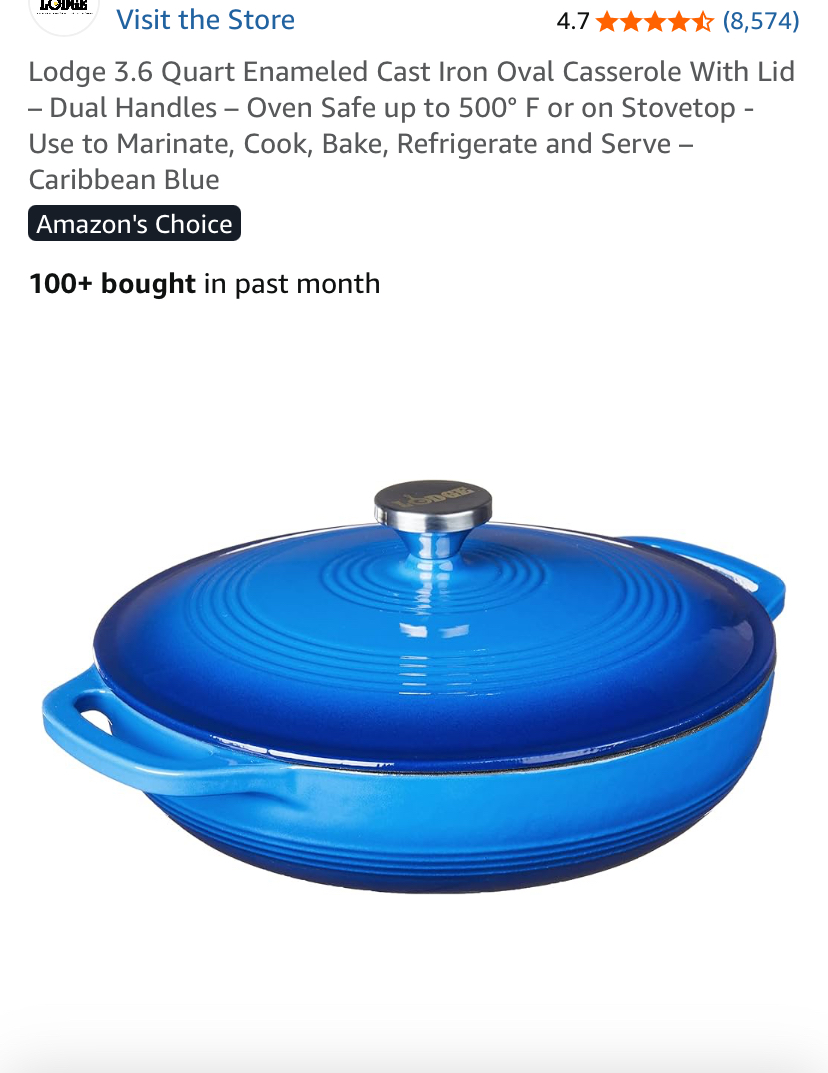 LODGE
Visit the Store
4.7 (8,574)
Lodge 3.6 Quart Enameled Cast Iron Oval Casserole With Lid
– Dual Handles – Oven Safe up to 500° F or on Stovetop -
Use to Marinate, Cook, Bake, Refrigerate and Serve –
Caribbean Blue
Amazon's Choice
100+ bought in past month
LODGE